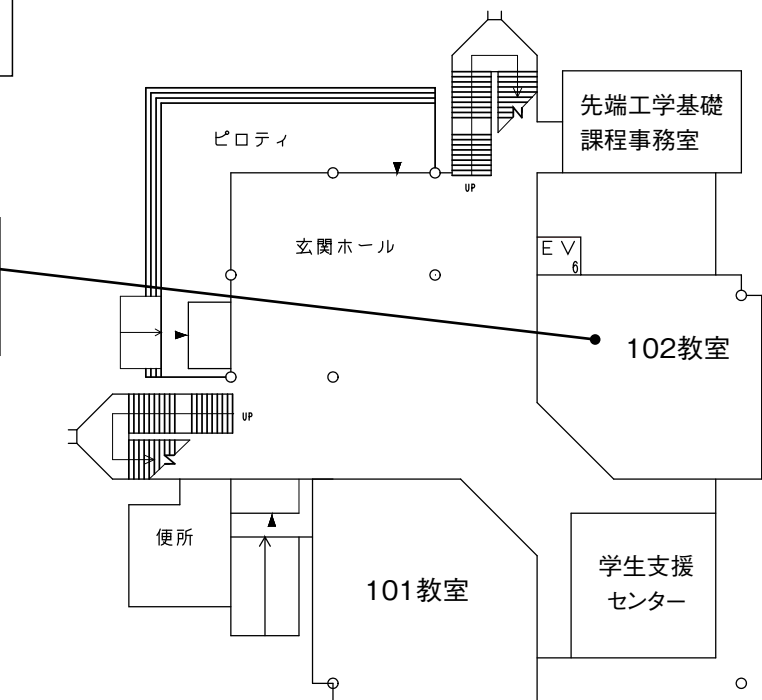 先端工学基礎
課程事務室
ピロティ
UP
玄関ホール
EV
6
102教室
UP
便所
101教室
学生支援
センター